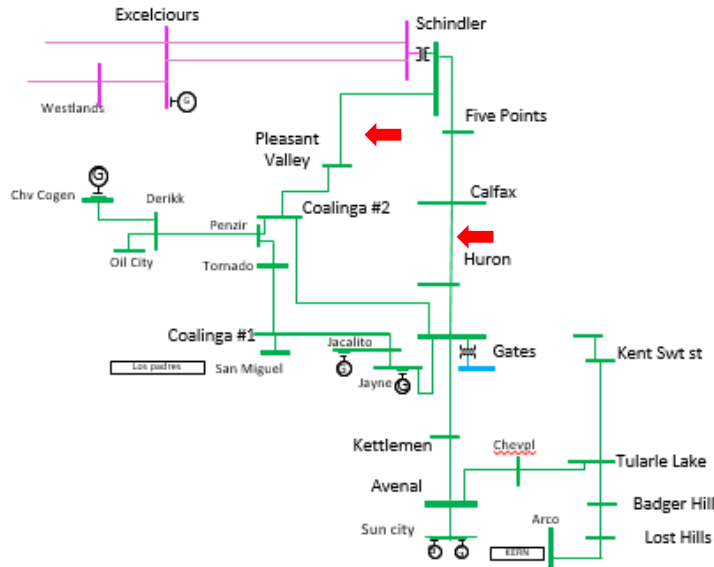 Excelciours
Schindler
Westlands
G
Five Points
Pleasant
Valley
G
Chv Cogen
Derikk
Calfax
Penzir
Coalinga #2
Oil City
Tornado
Huron
Coalinga #1
Jacalito
Gates
Kent Swt st
Los padres
San Miguel
G
Jayne
G
Kettlemen
Chevpl
Tularle Lake
Avenal
Badger Hill
Arco
Sun city
Lost Hills
KERN